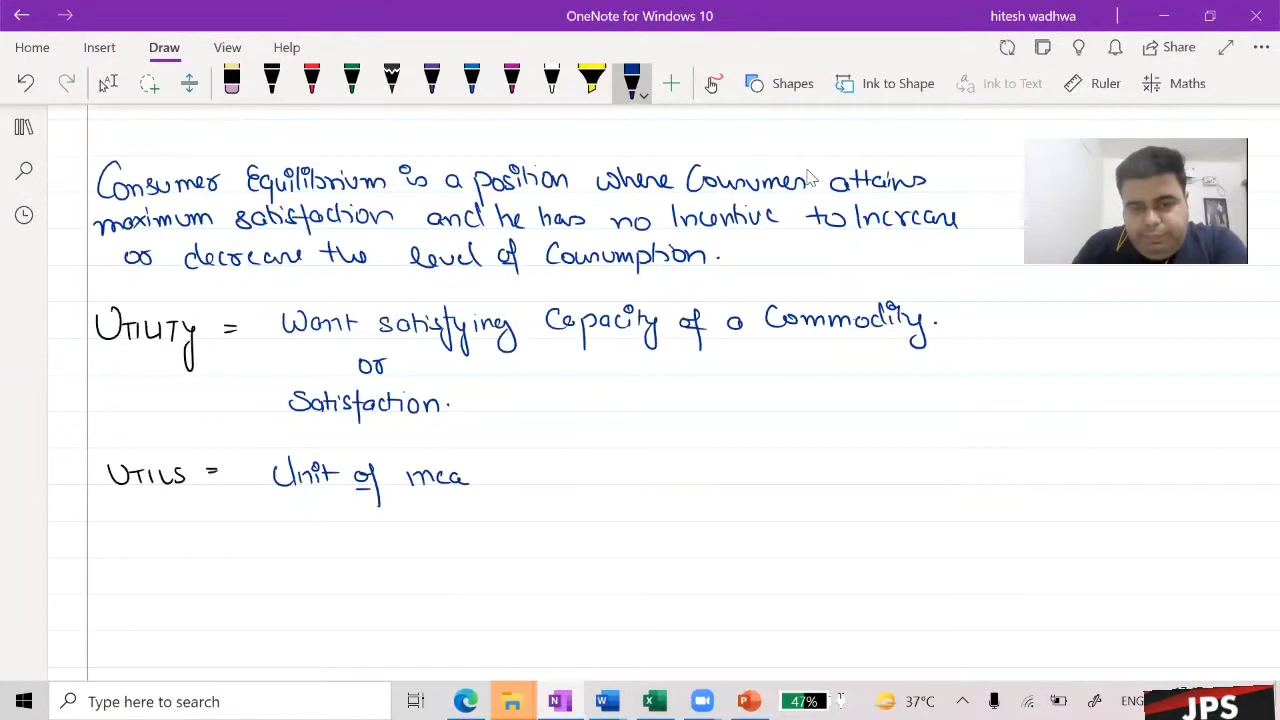 OneNote for Windows 10
hitesh wadhwa
Home Insert Draw View Help
Share
Shapes Ink to Shape Ink to Text Ruler Maths
Consumer Equilibrium is a position where Consumer attains
maximum satisfaction and he has no Incentive to Increase
or decrease the level of Consumption.
UTILITY = Want satisfying Capacity of a Commodity.
or
Satisfaction.
UTILS = Unit of mea
Type here to search
47%
37°C
ENG
JPS